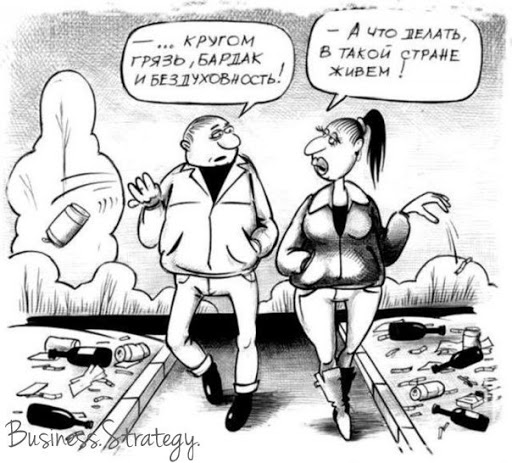 — ... КРУГОМ
ГРЯЗЬ, БАРДАК
И БЕЗДУХОВНОСТЬ!
— А ЧТО ДЕЛАТЬ,
В ТАКОЙ СТРАНЕ
ЖИВЕМ!
Business.Strategy.